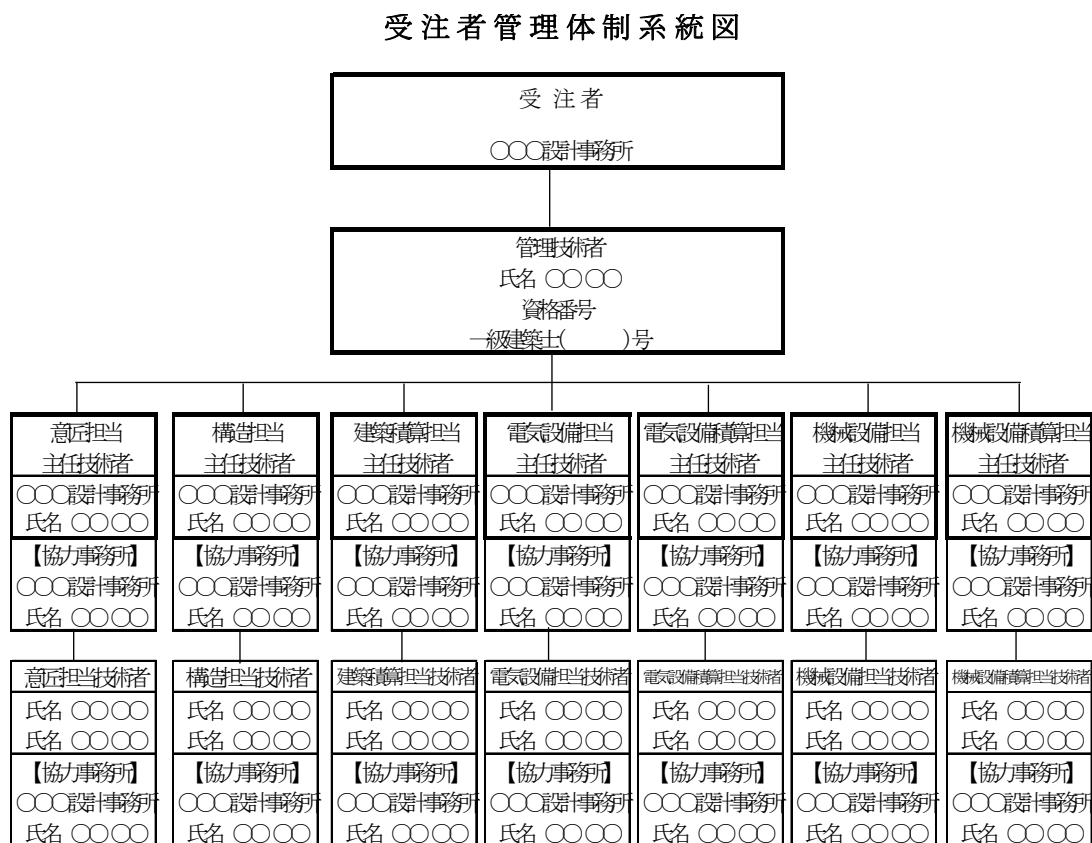 受注者管理体制系統図
受 注 者
○○○設計事務所
管理技術者
氏名 ○○○○
資格番号
一級建築士( )号
意匠担当
主任技術者
○○○設計事務所
氏名 ○○○○
【協力事務所】
○○○設計事務所
氏名 ○○○○
構造担当
主任技術者
○○○設計事務所
氏名 ○○○○
【協力事務所】
○○○設計事務所
氏名 ○○○○
建築積算担当
主任技術者
○○○設計事務所
氏名 ○○○○
【協力事務所】
○○○設計事務所
氏名 ○○○○
電気設備担当
主任技術者
○○○設計事務所
氏名 ○○○○
【協力事務所】
○○○設計事務所
氏名 ○○○○
電気設備積算担当
主任技術者
○○○設計事務所
氏名 ○○○○
【協力事務所】
○○○設計事務所
氏名 ○○○○
機械設備担当
主任技術者
○○○設計事務所
氏名 ○○○○
【協力事務所】
○○○設計事務所
氏名 ○○○○
機械設備積算担当
主任技術者
○○○設計事務所
氏名 ○○○○
【協力事務所】
○○○設計事務所
氏名 ○○○○
意匠担当技術者
氏名 ○○○○
氏名 ○○○○
【協力事務所】
○○○設計事務所
氏名 ○○○○
構造担当技術者
氏名 ○○○○
氏名 ○○○○
【協力事務所】
○○○設計事務所
氏名 ○○○○
建築積算担当技術者
氏名 ○○○○
氏名 ○○○○
【協力事務所】
○○○設計事務所
氏名 ○○○○
電気設備担当技術者
氏名 ○○○○
氏名 ○○○○
【協力事務所】
○○○設計事務所
氏名 ○○○○
電気設備積算担当技術者
氏名 ○○○○
氏名 ○○○○
【協力事務所】
○○○設計事務所
氏名 ○○○○
機械設備担当技術者
氏名 ○○○○
氏名 ○○○○
【協力事務所】
○○○設計事務所
氏名 ○○○○
機械設備積算担当技術者
氏名 ○○○○
氏名 ○○○○
【協力事務所】
○○○設計事務所
氏名 ○○○○